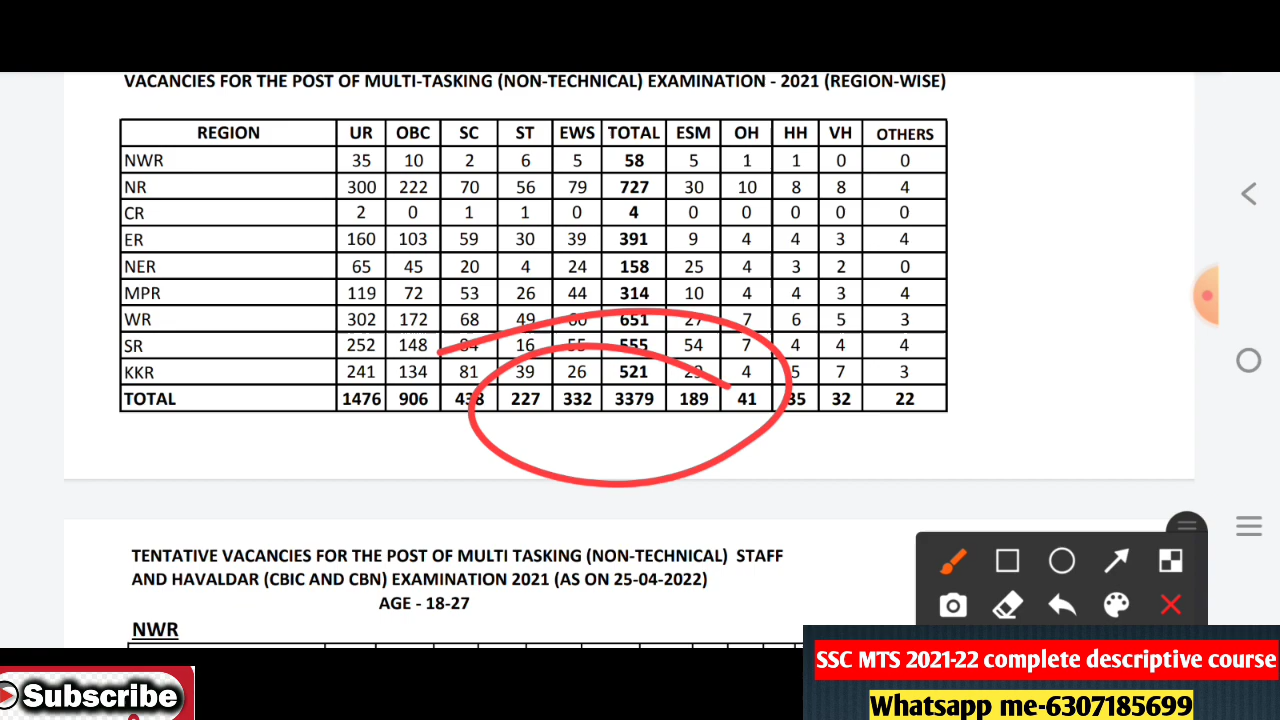 VACANCIES FOR THE POST OF MULTI-TASKING (NON-TECHNICAL) EXAMINATION - 2021 (REGION-WISE)
REGION UR OBC SC ST EWS TOTAL ESM OH HH VH OTHERS
NWR 35 10 2 6 5 58 5 1 1 0 0
NR 300 222 70 56 79 727 30 10 8 8 4
CR 2 0 1 1 0 4 0 0 0 0 0
ER 160 103 59 30 39 391 9 4 4 3 4
NER 65 45 20 4 24 158 25 4 3 2 0
MPR 119 72 53 26 44 314 10 4 4 3 4
WR 302 172 68 49 60 651 27 7 6 5 3
SR 252 148 84 16 55 555 54 7 4 4 4
KKR 241 134 81 39 26 521 29 4 5 7 3
TOTAL 1476 906 438 227 332 3379 189 41 35 32 22
TENTATIVE VACANCIES FOR THE POST OF MULTI TASKING (NON-TECHNICAL) STAFF
AND HAVALDAR (CBIC AND CBN) EXAMINATION 2021 (AS ON 25-04-2022)
AGE - 18-27
NWR
SSC MTS 2021-22 complete descriptive course
Subscribe
Whatsapp me-6307185699